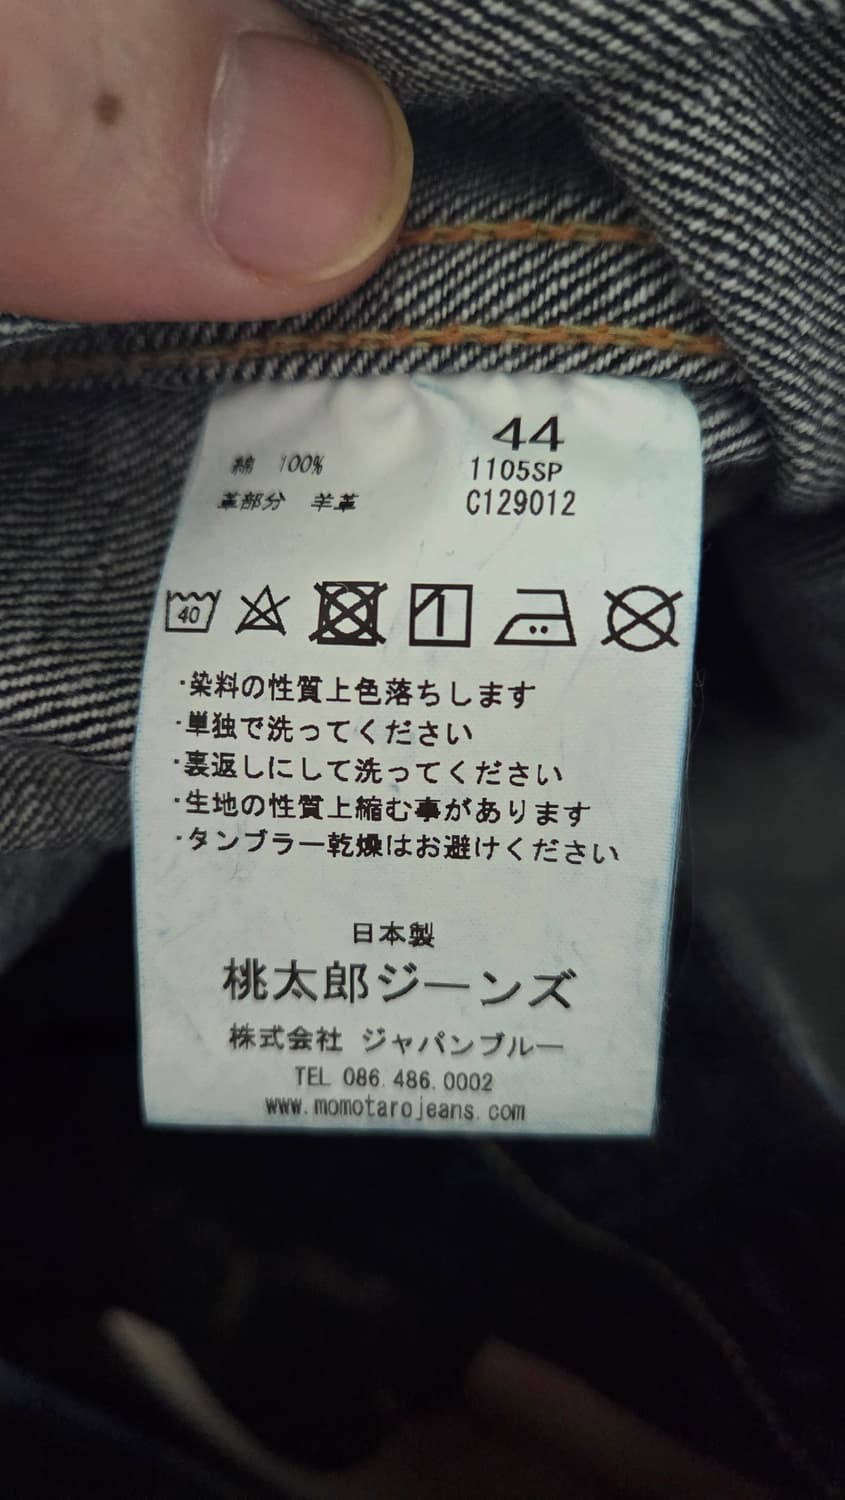 44
綿 100%
1105SP
革部分 羊革
C129012
40
・染料の性質上色落ちします
・単独で洗ってください
・裏返しにして洗ってください
・生地の性質上縮む事があります
・タンブラー乾燥はお避けください
日本製
桃太郎ジーンズ
株式会社 ジャパンブルー
TEL 086.486.0002
www.momotarojeans.com